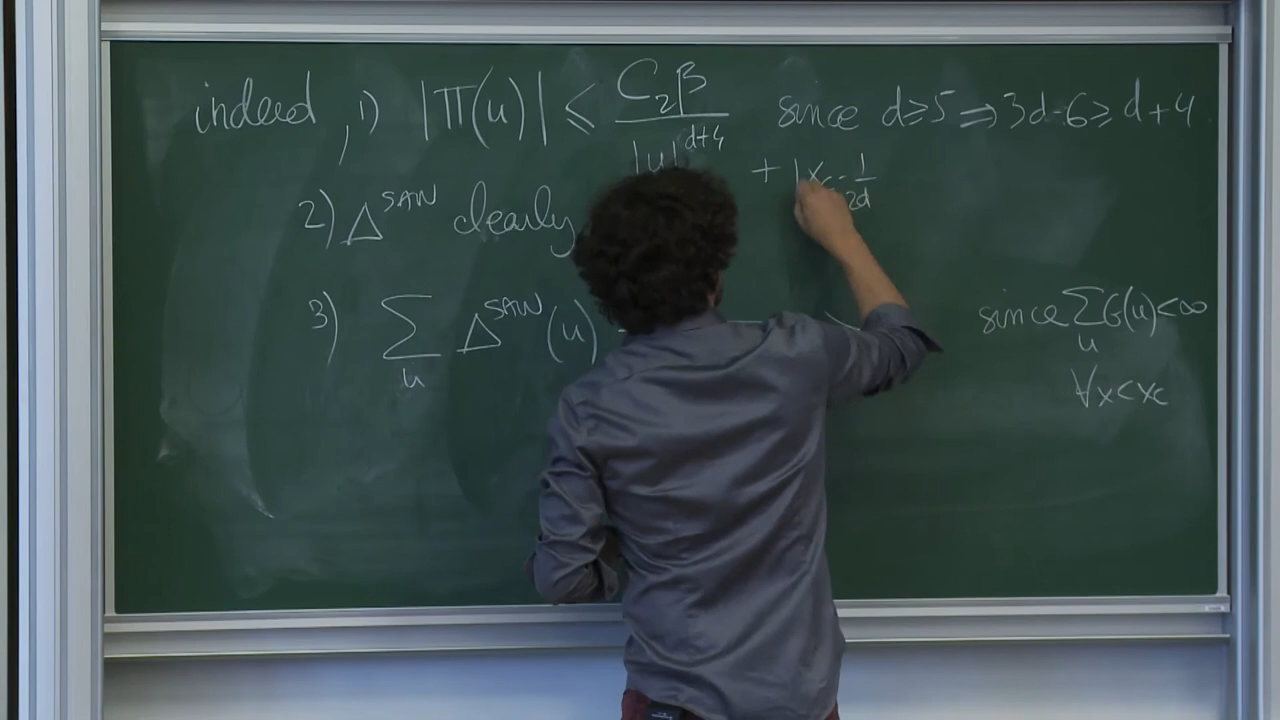 indeed, 1) |Π(u)| ≤ C₂β / |u|^{d+4} since d≥5 ⇒ 3d-6 ≥ d+4
+ |x_c - 1/2d
2) Δ^{SAW} clearly
3) Σ_u Δ^{SAW}(u) since Σ_u G(u) < ∞
∀x<x_c